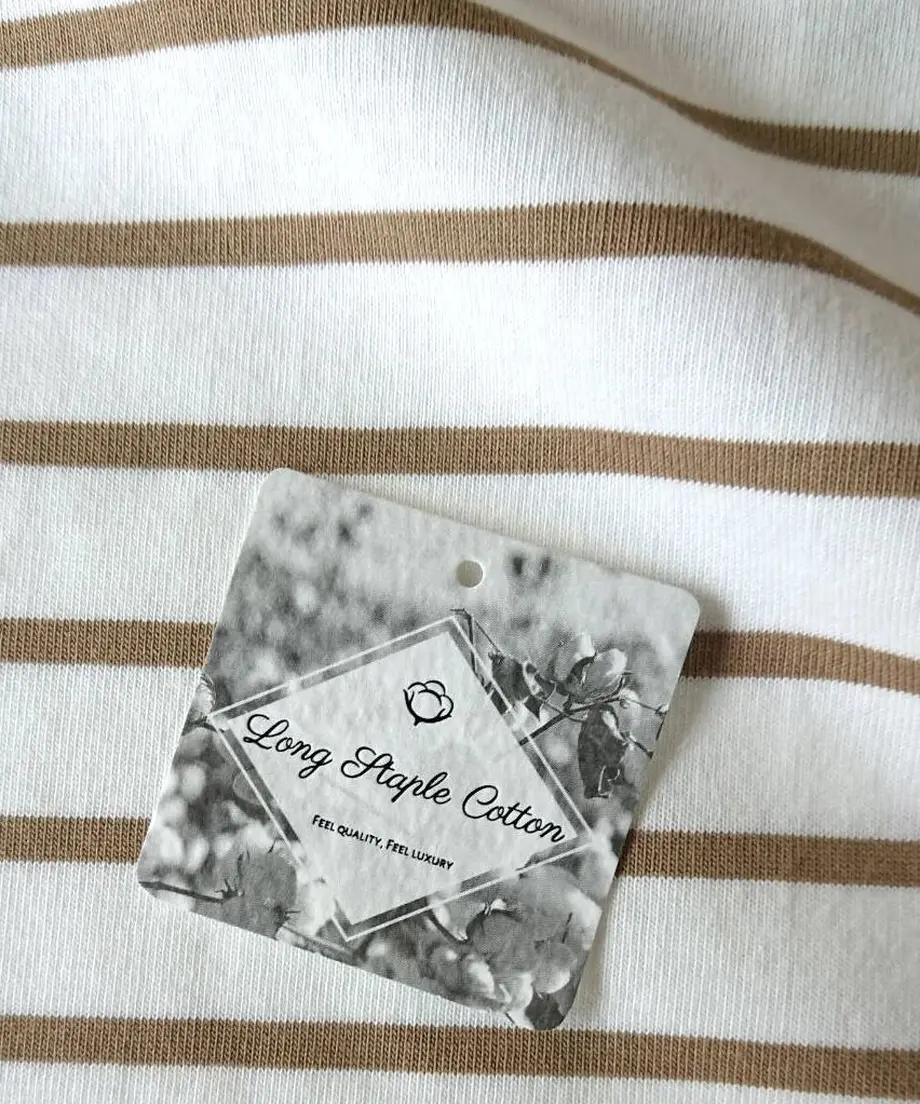 Long Staple Cotton
FEEL QUALITY, FEEL LUXURY